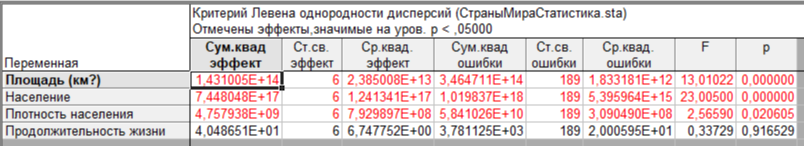 Критерий Левена однородности дисперсий (СтраныМираСтатистика.sta)
Отмечены эффекты,значимые на уров. p < ,05000
Переменная Сум.квад эффект Ст.св. эффект Ср.квад. эффект Сум.квад ошибки Ст.св. ошибки Ср.квад. ошибки F p
Площадь (км?) 1,431005E+14 6 2,385008E+13 3,464711E+14 189 1,833181E+12 13,01022 0,000000
Население 7,448048E+17 6 1,241341E+17 1,019837E+18 189 5,395964E+15 23,00500 0,000000
Плотность населения 4,757938E+09 6 7,929897E+08 5,841026E+10 189 3,090490E+08 2,56590 0,020605
Продолжительность жизни 4,048651E+01 6 6,747752E+00 3,781125E+03 189 2,000595E+01 0,33729 0,916529